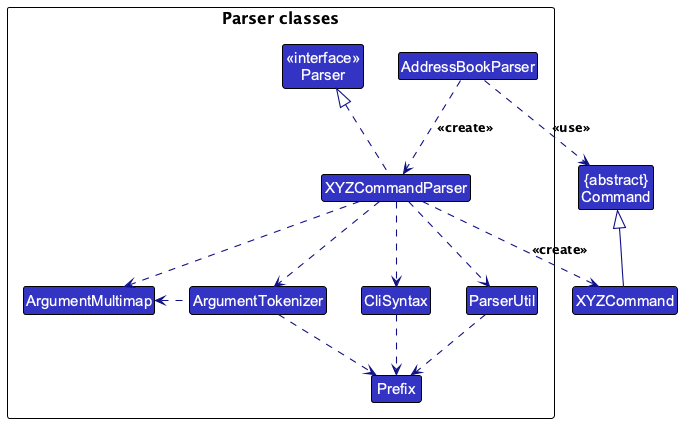 Parser classes
«interface»
Parser
AddressBookParser
«create»
«use»
{abstract}
Command
XYZCommandParser
«create»
ArgumentMultimap
ArgumentTokenizer
CliSyntax
ParserUtil
XYZCommand
Prefix